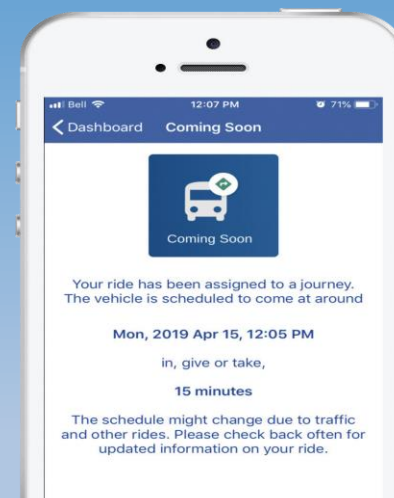 Bell 12:07 PM 71%
Dashboard Coming Soon
Coming Soon
Your ride has been assigned to a journey.
The vehicle is scheduled to come at around
Mon, 2019 Apr 15, 12:05 PM
in, give or take,
15 minutes
The schedule might change due to traffic
and other rides. Please check back often for
updated information on your ride.